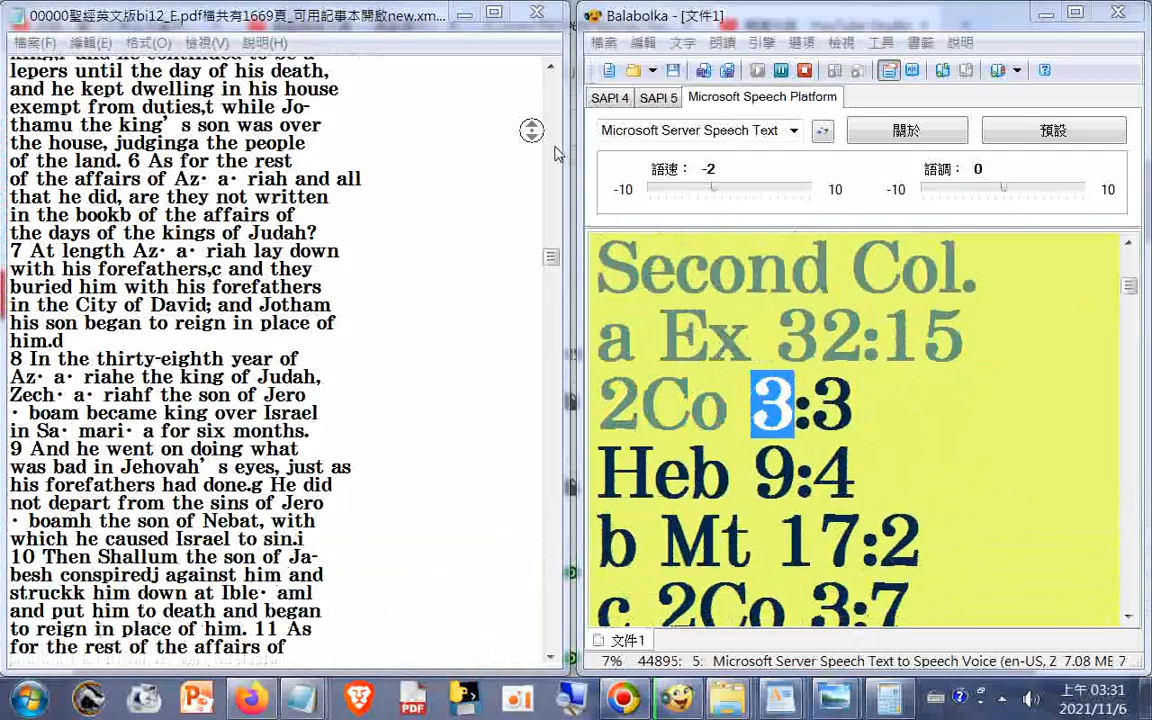 00000聖經英文版bi12_E.pdf檔共有1669頁_可用記事本開啟new.xm...
檔案(F) 編輯(E) 格式(O) 檢視(V) 說明(H)
lepers until the day of his death,
and he kept dwelling in his house
exempt from duties,t while Jo-
thamu the king’s son was over
the house, judginga the people
of the land. 6 As for the rest
of the affairs of Az· a· riah and all
that he did, are they not written
in the bookb of the affairs of
the days of the kings of Judah?
7 At length Az· a· riah lay down
with his forefathers,c and they
buried him with his forefathers
in the City of David; and Jotham
his son began to reign in place of
him.d
8 In the thirty-eighth year of
Az· a· riahe the king of Judah,
Zech· a· riahf the son of Jero
· boam became king over Israel
in Sa· mari· a for six months.
9 And he went on doing what
was bad in Jehovah’s eyes, just as
his forefathers had done.g He did
not depart from the sins of Jero
· boamh the son of Nebat, with
which he caused Israel to sin.i
10 Then Shallum the son of Ja-
besh conspiredj against him and
struckk him down at Ible· aml
and put him to death and began
to reign in place of him. 11 As
for the rest of the affairs of
Balabolka - [文件1]
檔案 編輯 文字 朗讀 引擎 選項 檢視 工具 書籤 說明
SAPI 4 SAPI 5 Microsoft Speech Platform
Microsoft Server Speech Text 關於 預設
語速： -2 語調： 0
-10 10 -10 10
Second Col.
a Ex 32:15
2Co 3:3
Heb 9:4
b Mt 17:2
c 2Co 3:7
文件1
7% 44895: 5: Microsoft Server Speech Text to Speech Voice (en-US, Z 7.08 MB 7
上午 03:31
2021/11/6